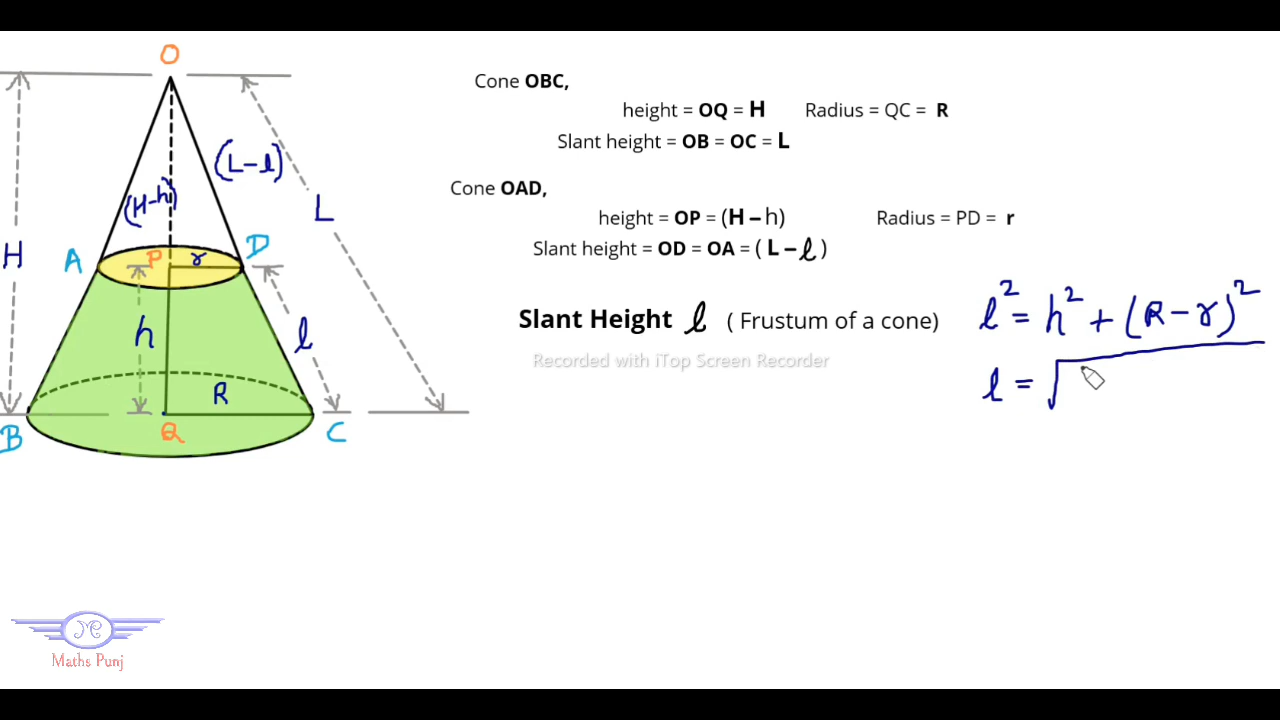 O
Cone OBC,
height = OQ = H Radius = QC = R
Slant height = OB = OC = L
(L-l)
Cone OAD,
(H-h)
L
height = OP = (H – h) Radius = PD = r
Slant height = OD = OA = ( L – l )
H
A P r D
l² = h² + (R - r)²
Slant Height l ( Frustum of a cone)
h l
Recorded with iTop Screen Recorder
l = √
R
B Q C
MP
Maths Punj